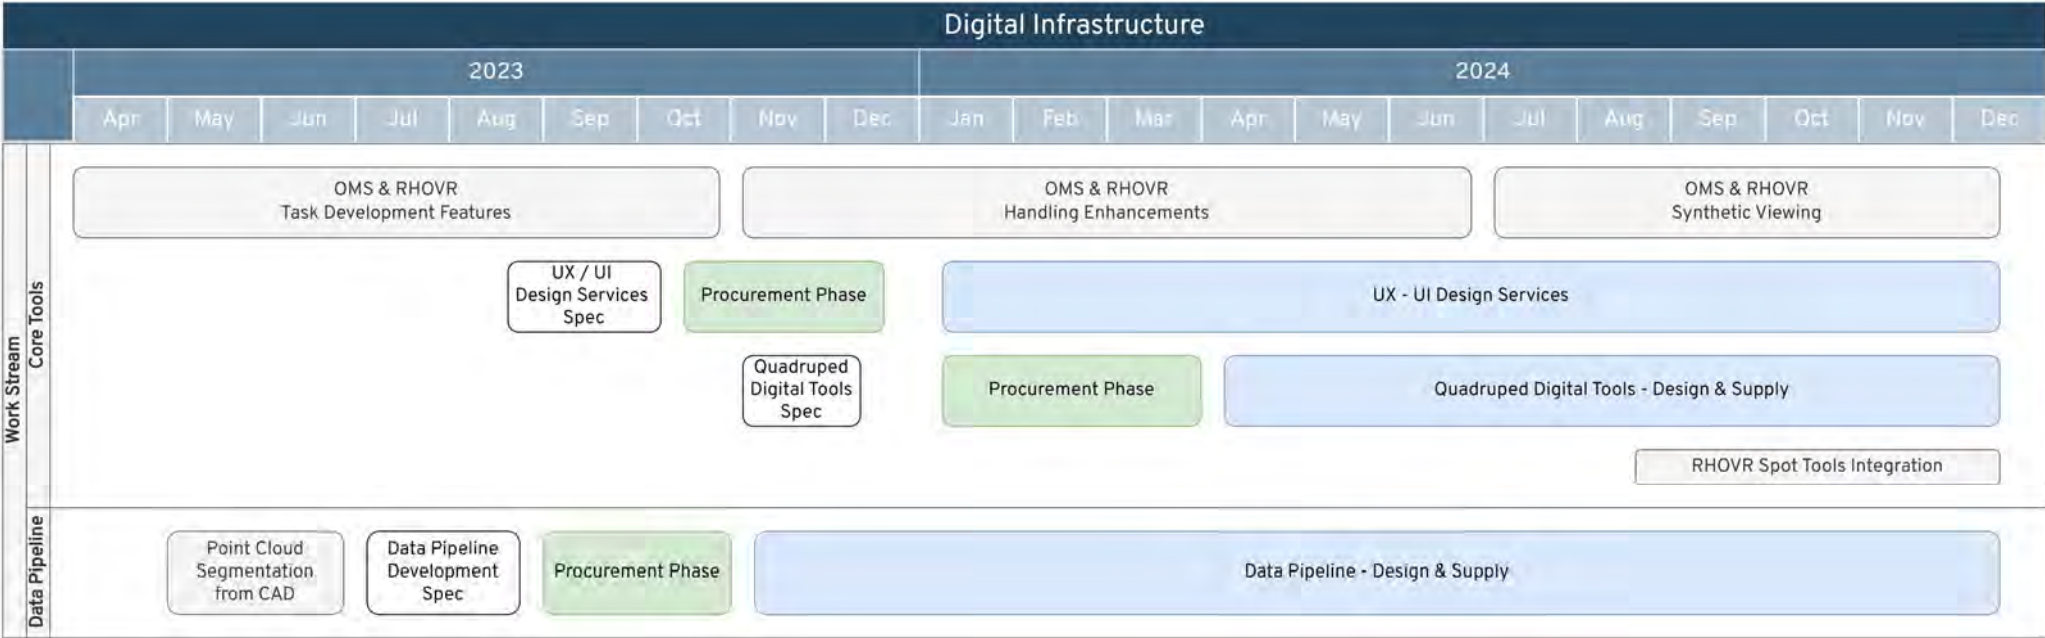 Digital Infrastructure
2023
2024
Apr May Jun Jul Aug Sep Oct Nov Dec Jan Feb Mar Apr May Jun Jul Aug Sep Oct Nov Dec
Work Stream
Core Tools
OMS & RHOVR
Task Development Features
OMS & RHOVR
Handling Enhancements
OMS & RHOVR
Synthetic Viewing
UX / UI
Design Services
Spec
Procurement Phase
UX - UI Design Services
Quadruped
Digital Tools
Spec
Procurement Phase
Quadruped Digital Tools - Design & Supply
RHOVR Spot Tools Integration
Data Pipeline
Point Cloud
Segmentation
from CAD
Data Pipeline
Development
Spec
Procurement Phase
Data Pipeline - Design & Supply